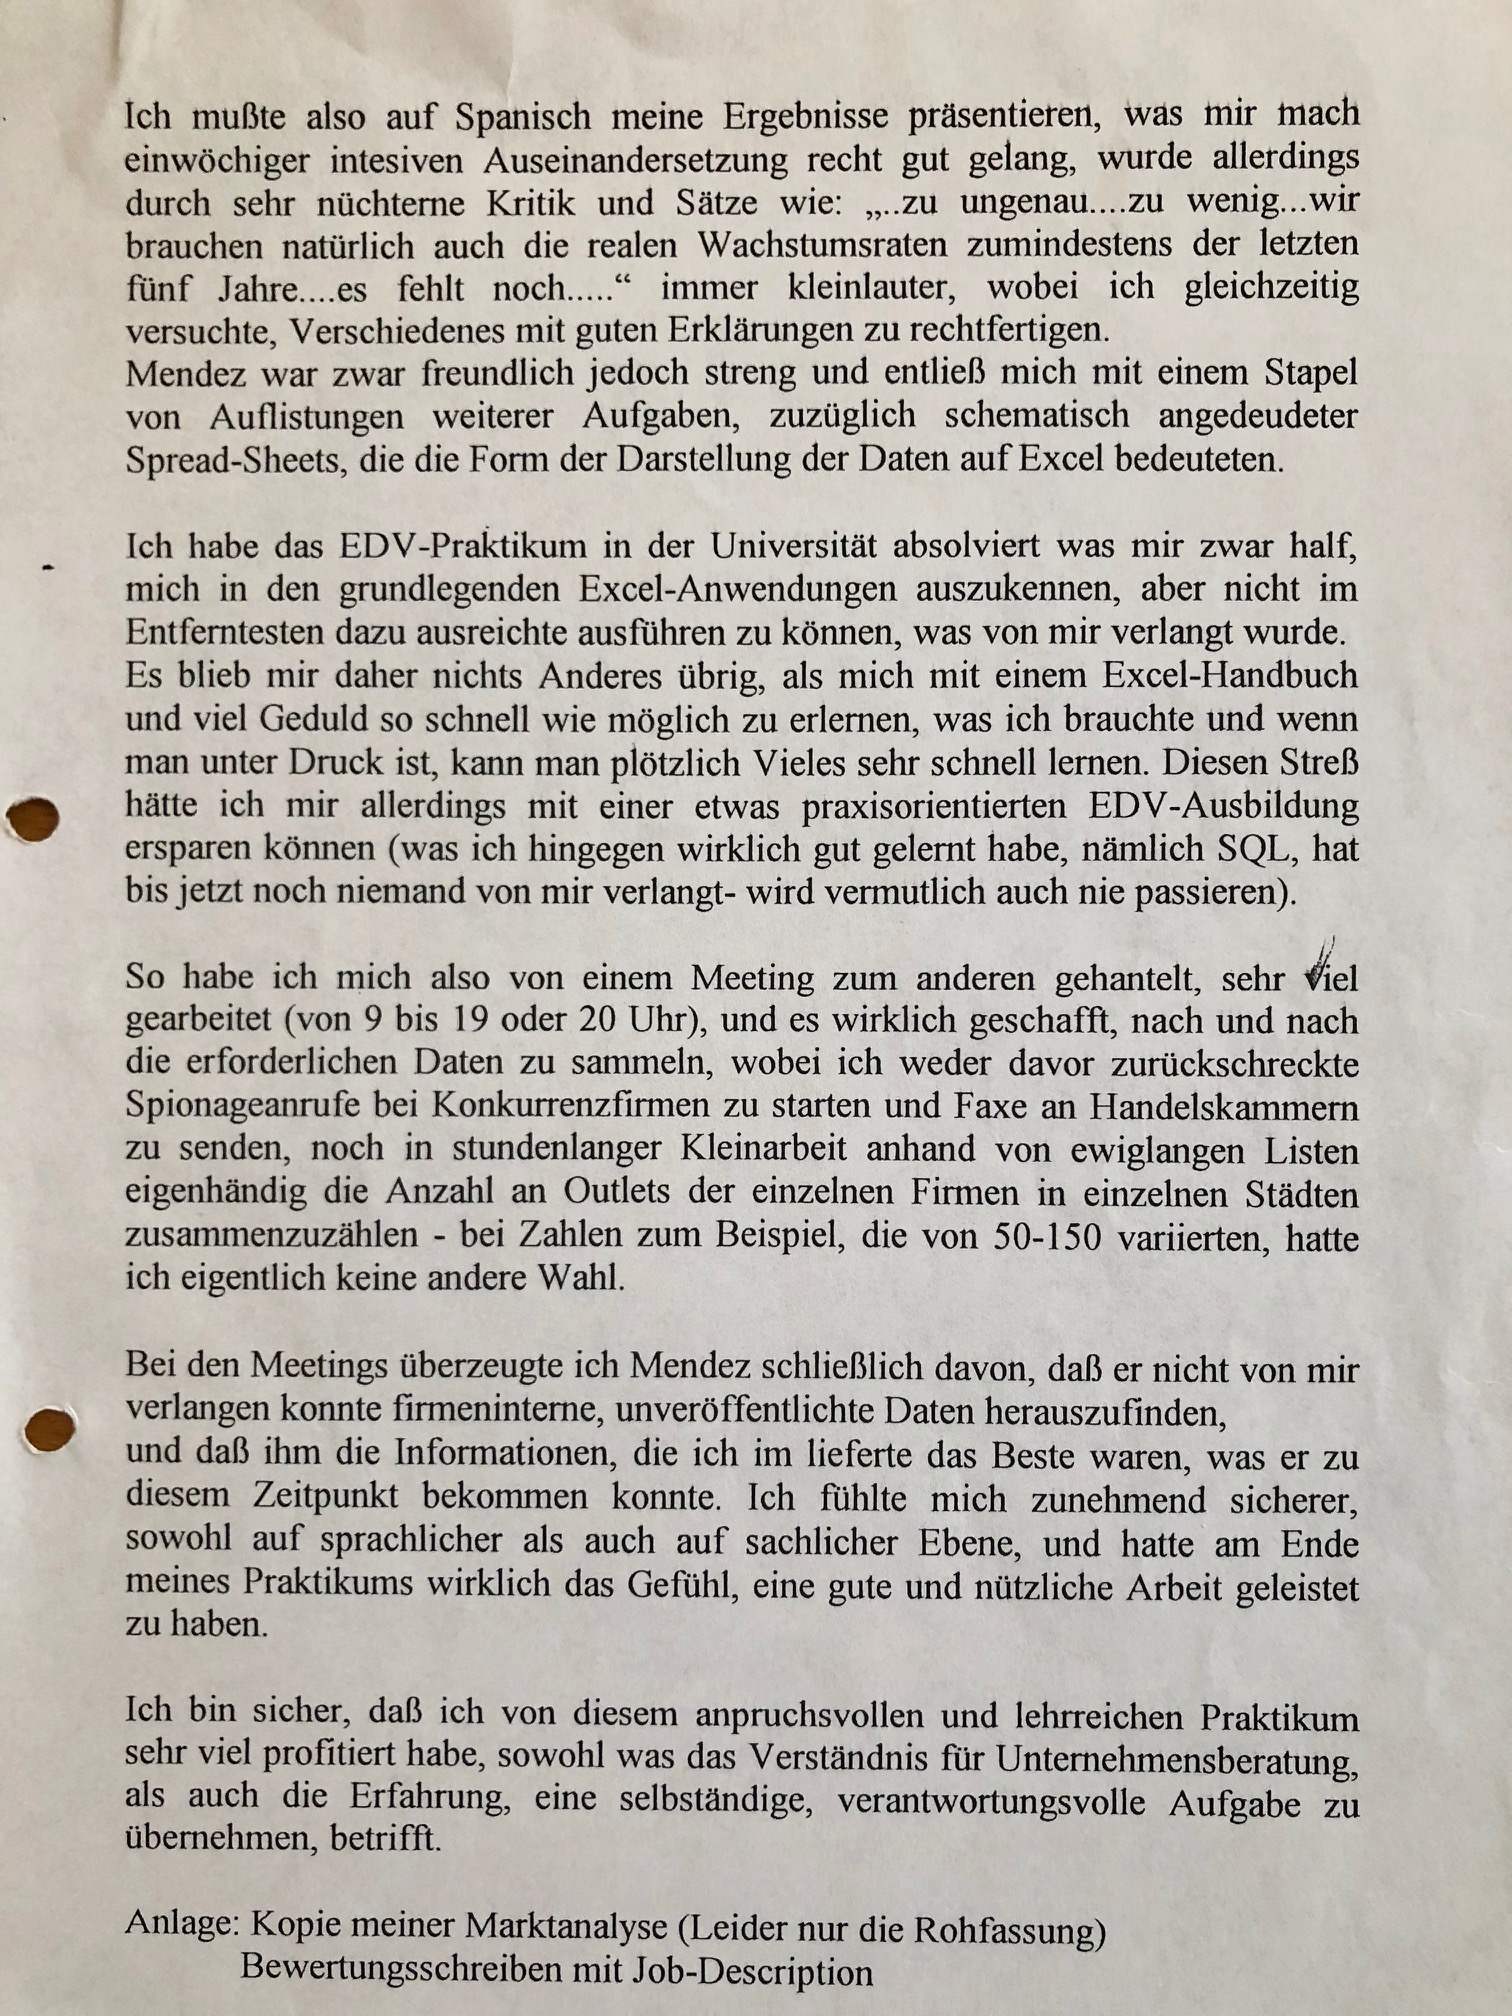 Ich mußte also auf Spanisch meine Ergebnisse präsentieren, was mir mach
einwöchiger intesiven Auseinandersetzung recht gut gelang, wurde allerdings
durch sehr nüchterne Kritik und Sätze wie: „..zu ungenau....zu wenig...wir
brauchen natürlich auch die realen Wachstumsraten zumindestens der letzten
fünf Jahre....es fehlt noch.....“ immer kleinlauter, wobei ich gleichzeitig
versuchte, Verschiedenes mit guten Erklärungen zu rechtfertigen.
Mendez war zwar freundlich jedoch streng und entließ mich mit einem Stapel
von Auflistungen weiterer Aufgaben, zuzüglich schematisch angedeudeter
Spread-Sheets, die die Form der Darstellung der Daten auf Excel bedeuteten.
Ich habe das EDV-Praktikum in der Universität absolviert was mir zwar half,
mich in den grundlegenden Excel-Anwendungen auszukennen, aber nicht im
Entferntesten dazu ausreichte ausführen zu können, was von mir verlangt wurde.
Es blieb mir daher nichts Anderes übrig, als mich mit einem Excel-Handbuch
und viel Geduld so schnell wie möglich zu erlernen, was ich brauchte und wenn
man unter Druck ist, kann man plötzlich Vieles sehr schnell lernen. Diesen Streß
hätte ich mir allerdings mit einer etwas praxisorientierten EDV-Ausbildung
ersparen können (was ich hingegen wirklich gut gelernt habe, nämlich SQL, hat
bis jetzt noch niemand von mir verlangt- wird vermutlich auch nie passieren).
So habe ich mich also von einem Meeting zum anderen gehantelt, sehr viel
gearbeitet (von 9 bis 19 oder 20 Uhr), und es wirklich geschafft, nach und nach
die erforderlichen Daten zu sammeln, wobei ich weder davor zurückschreckte
Spionageanrufe bei Konkurrenzfirmen zu starten und Faxe an Handelskammern
zu senden, noch in stundenlanger Kleinarbeit anhand von ewiglangen Listen
eigenhändig die Anzahl an Outlets der einzelnen Firmen in einzelnen Städten
zusammenzuzählen - bei Zahlen zum Beispiel, die von 50-150 variierten, hatte
ich eigentlich keine andere Wahl.
Bei den Meetings überzeugte ich Mendez schließlich davon, daß er nicht von mir
verlangen konnte firmeninterne, unveröffentlichte Daten herauszufinden,
und daß ihm die Informationen, die ich im lieferte das Beste waren, was er zu
diesem Zeitpunkt bekommen konnte. Ich fühlte mich zunehmend sicherer,
sowohl auf sprachlicher als auch auf sachlicher Ebene, und hatte am Ende
meines Praktikums wirklich das Gefühl, eine gute und nützliche Arbeit geleistet
zu haben.
Ich bin sicher, daß ich von diesem anpruchsvollen und lehrreichen Praktikum
sehr viel profitiert habe, sowohl was das Verständnis für Unternehmensberatung,
als auch die Erfahrung, eine selbständige, verantwortungsvolle Aufgabe zu
übernehmen, betrifft.
Anlage: Kopie meiner Marktanalyse (Leider nur die Rohfassung)
Bewertungsschreiben mit Job-Description